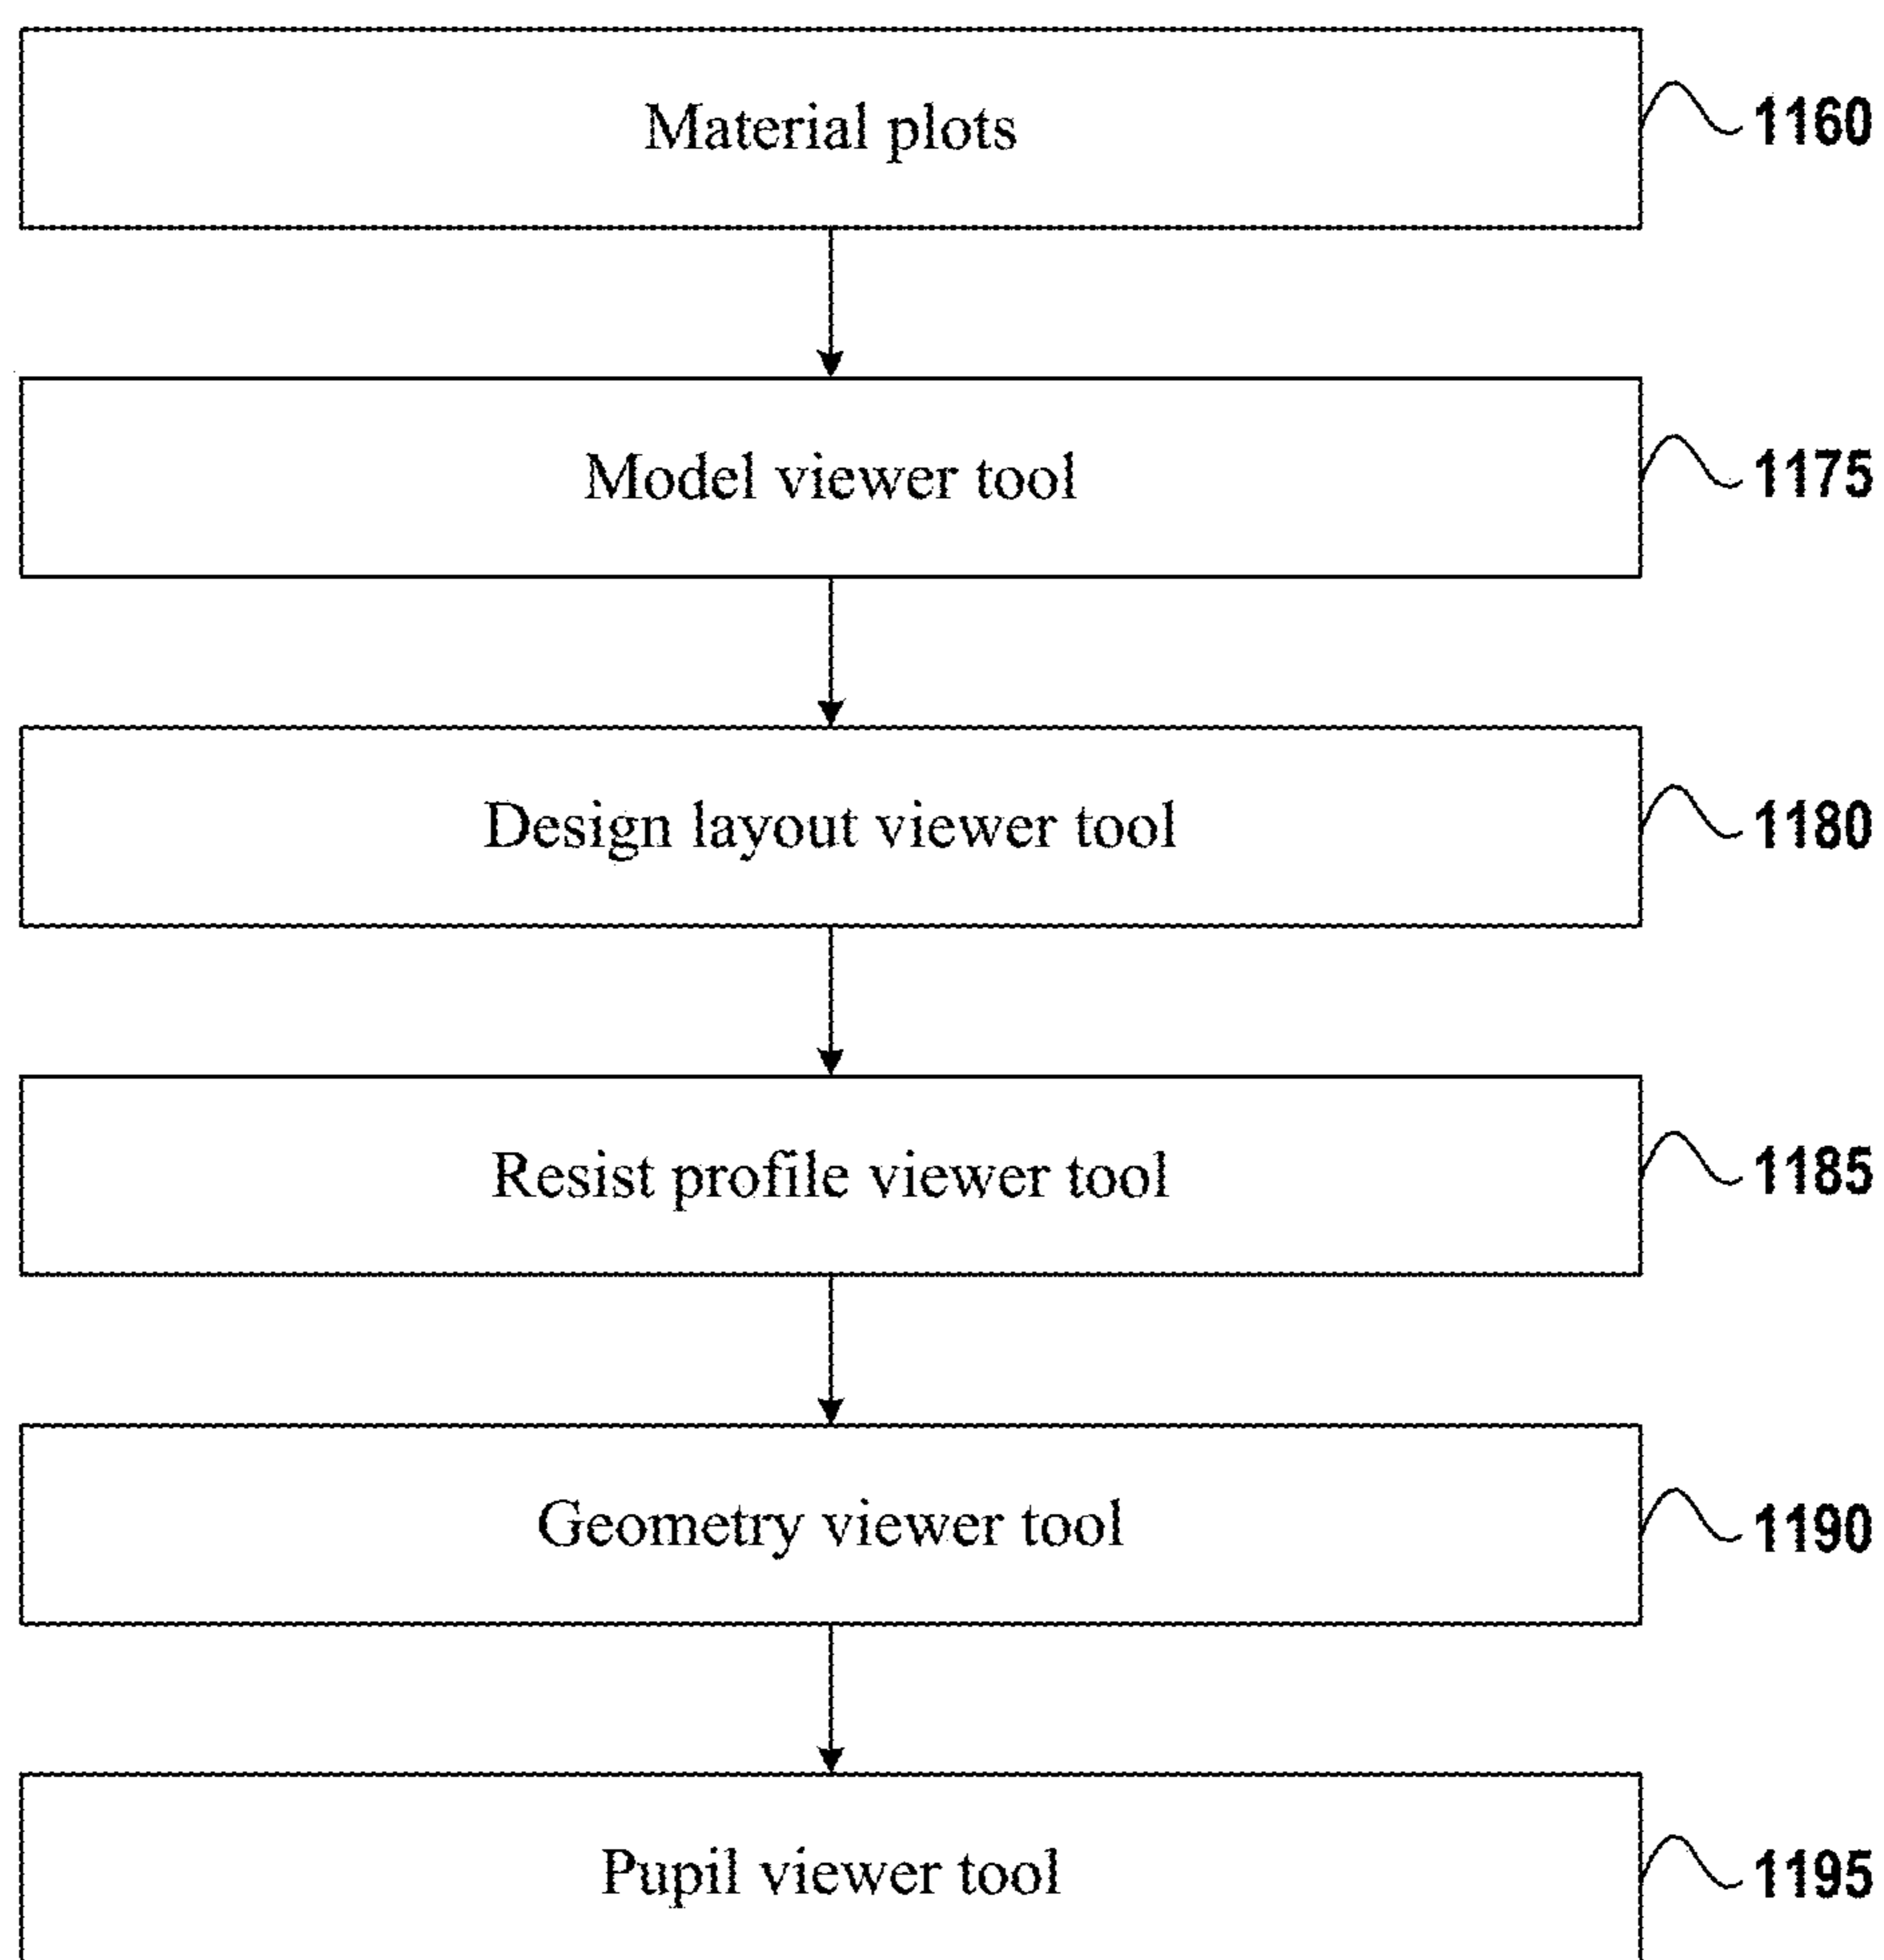 Material plots
1160
Model viewer tool
1175
Design layout viewer tool
1180
Resist profile viewer tool
1185
Geometry viewer tool
1190
Pupil viewer tool
1195